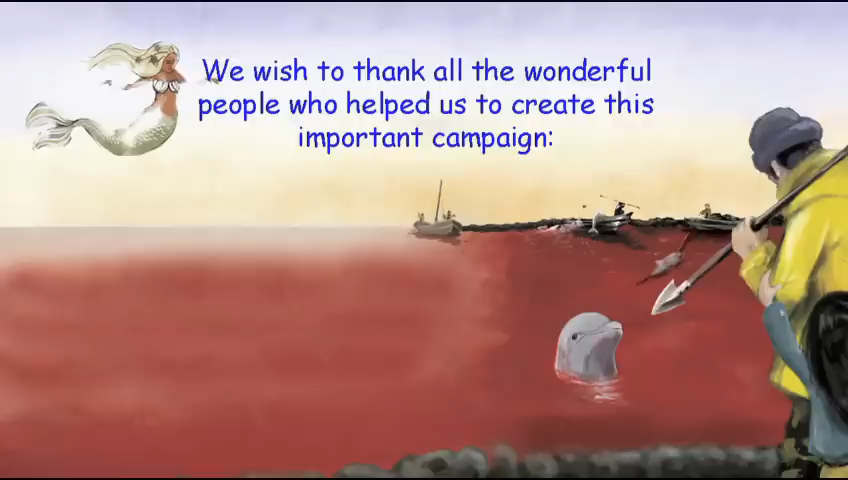 We wish to thank all the wonderful
people who helped us to create this
important campaign: